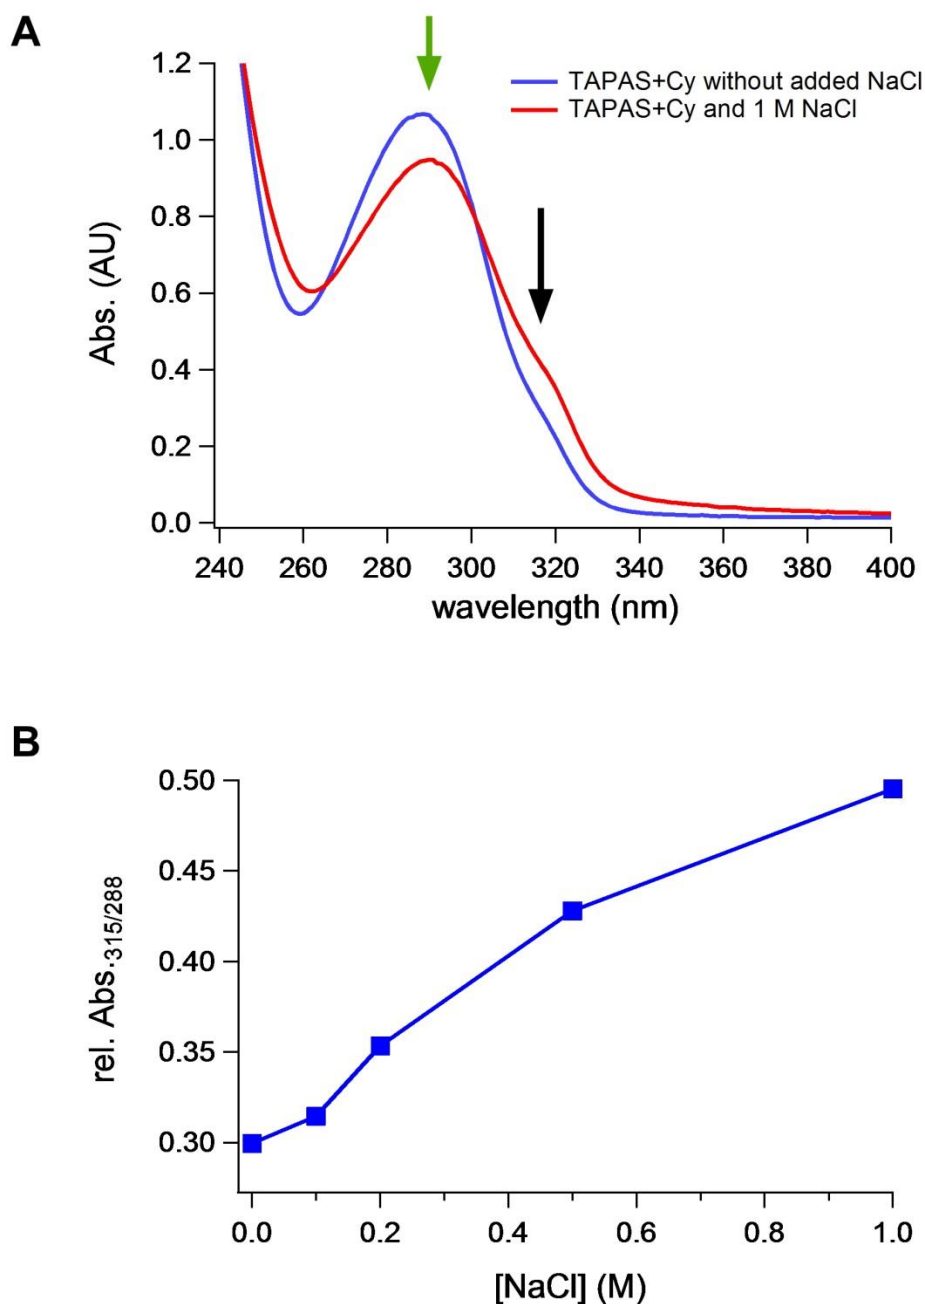 A
TAPAS+Cy without added NaCl
TAPAS+Cy and 1 M NaCl
1.2
1.0
0.8
0.6
0.4
0.2
0.0
Abs. (AU)
240 260 280 300 320 340 360 380 400
wavelength (nm)
B
0.50
0.45
0.40
0.35
0.30
rel. Abs.315/288
0.0 0.2 0.4 0.6 0.8 1.0
[NaCl] (M)